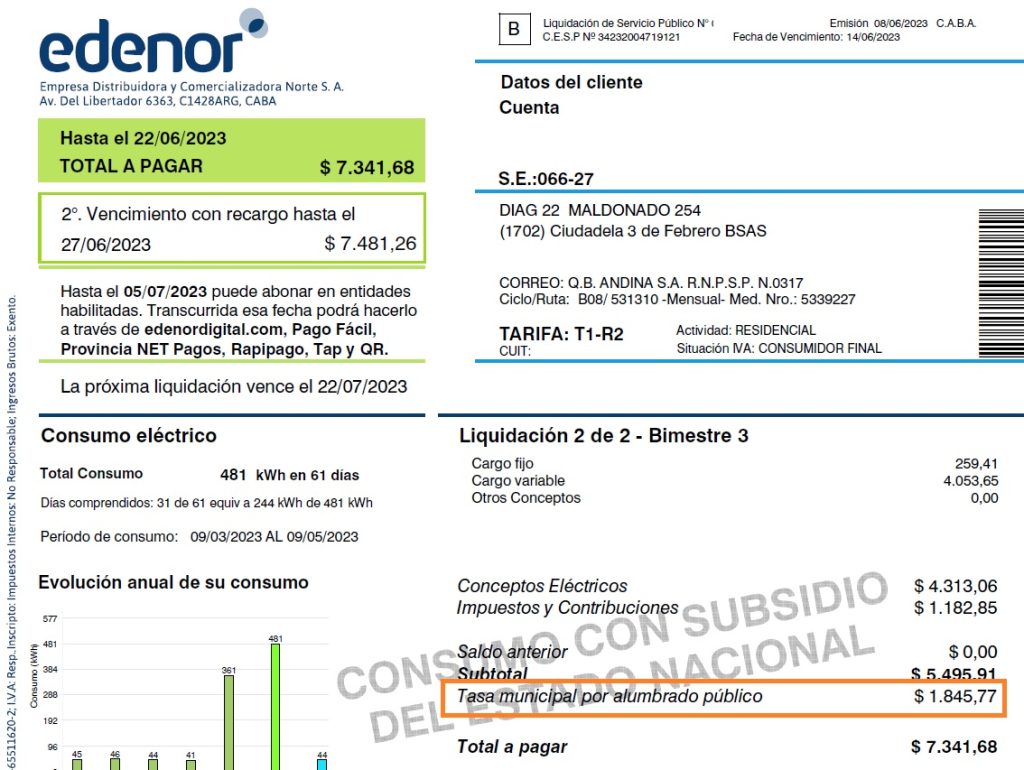 edenor
Empresa Distribuidora y Comercializadora Norte S. A.
Av. Del Libertador 6363, C1428ARG, CABA
Hasta el 22/06/2023
TOTAL A PAGAR $ 7.341,68
2°. Vencimiento con recargo hasta el
27/06/2023 $ 7.481,26
Hasta el 05/07/2023 puede abonar en entidades
habilitadas. Transcurrida esa fecha podrá hacerlo
a través de edenordigital.com, Pago Fácil,
Provincia NET Pagos, Rapipago, Tap y QR.
La próxima liquidación vence el 22/07/2023
B
Liquidación de Servicio Público N°
Emisión 08/06/2023 C.A.B.A.
C.E.S.P Nº 34232004719121
Fecha de Vencimiento: 14/06/2023
Datos del cliente
Cuenta
S.E.:066-27
DIAG 22 MALDONADO 254
(1702) Ciudadela 3 de Febrero BSAS
CORREO: Q.B. ANDINA S.A. R.N.P.S.P. N.0317
Ciclo/Ruta: B08/ 531310 -Mensual- Med. Nro.: 5339227
TARIFA: T1-R2
Actividad: RESIDENCIAL
CUIT:
Situación IVA: CONSUMIDOR FINAL
Consumo eléctrico
Total Consumo 481 kWh en 61 días
Días comprendidos: 31 de 61 equiv a 244 kWh de 481 kWh
Período de consumo: 09/03/2023 AL 09/05/2023
Evolución anual de su consumo
Consumo (kWh)
577
481
384
288
192
96
45
46
44
41
361
481
44
Liquidación 2 de 2 - Bimestre 3
Cargo fijo 259,41
Cargo variable 4.053,65
Otros Conceptos 0,00
Conceptos Eléctricos $ 4.313,06
Impuestos y Contribuciones $ 1.182,85
Saldo anterior $ 0,00
Subtotal $ 5.495,91
Tasa municipal por alumbrado público $ 1.845,77
Total a pagar $ 7.341,68
CONSUMO CON SUBSIDIO
DEL ESTADO NACIONAL
-65511620-2; I.V.A: Resp. Inscripto: Impuestos Internos: No Responsable; Ingresos Brutos: Exento.